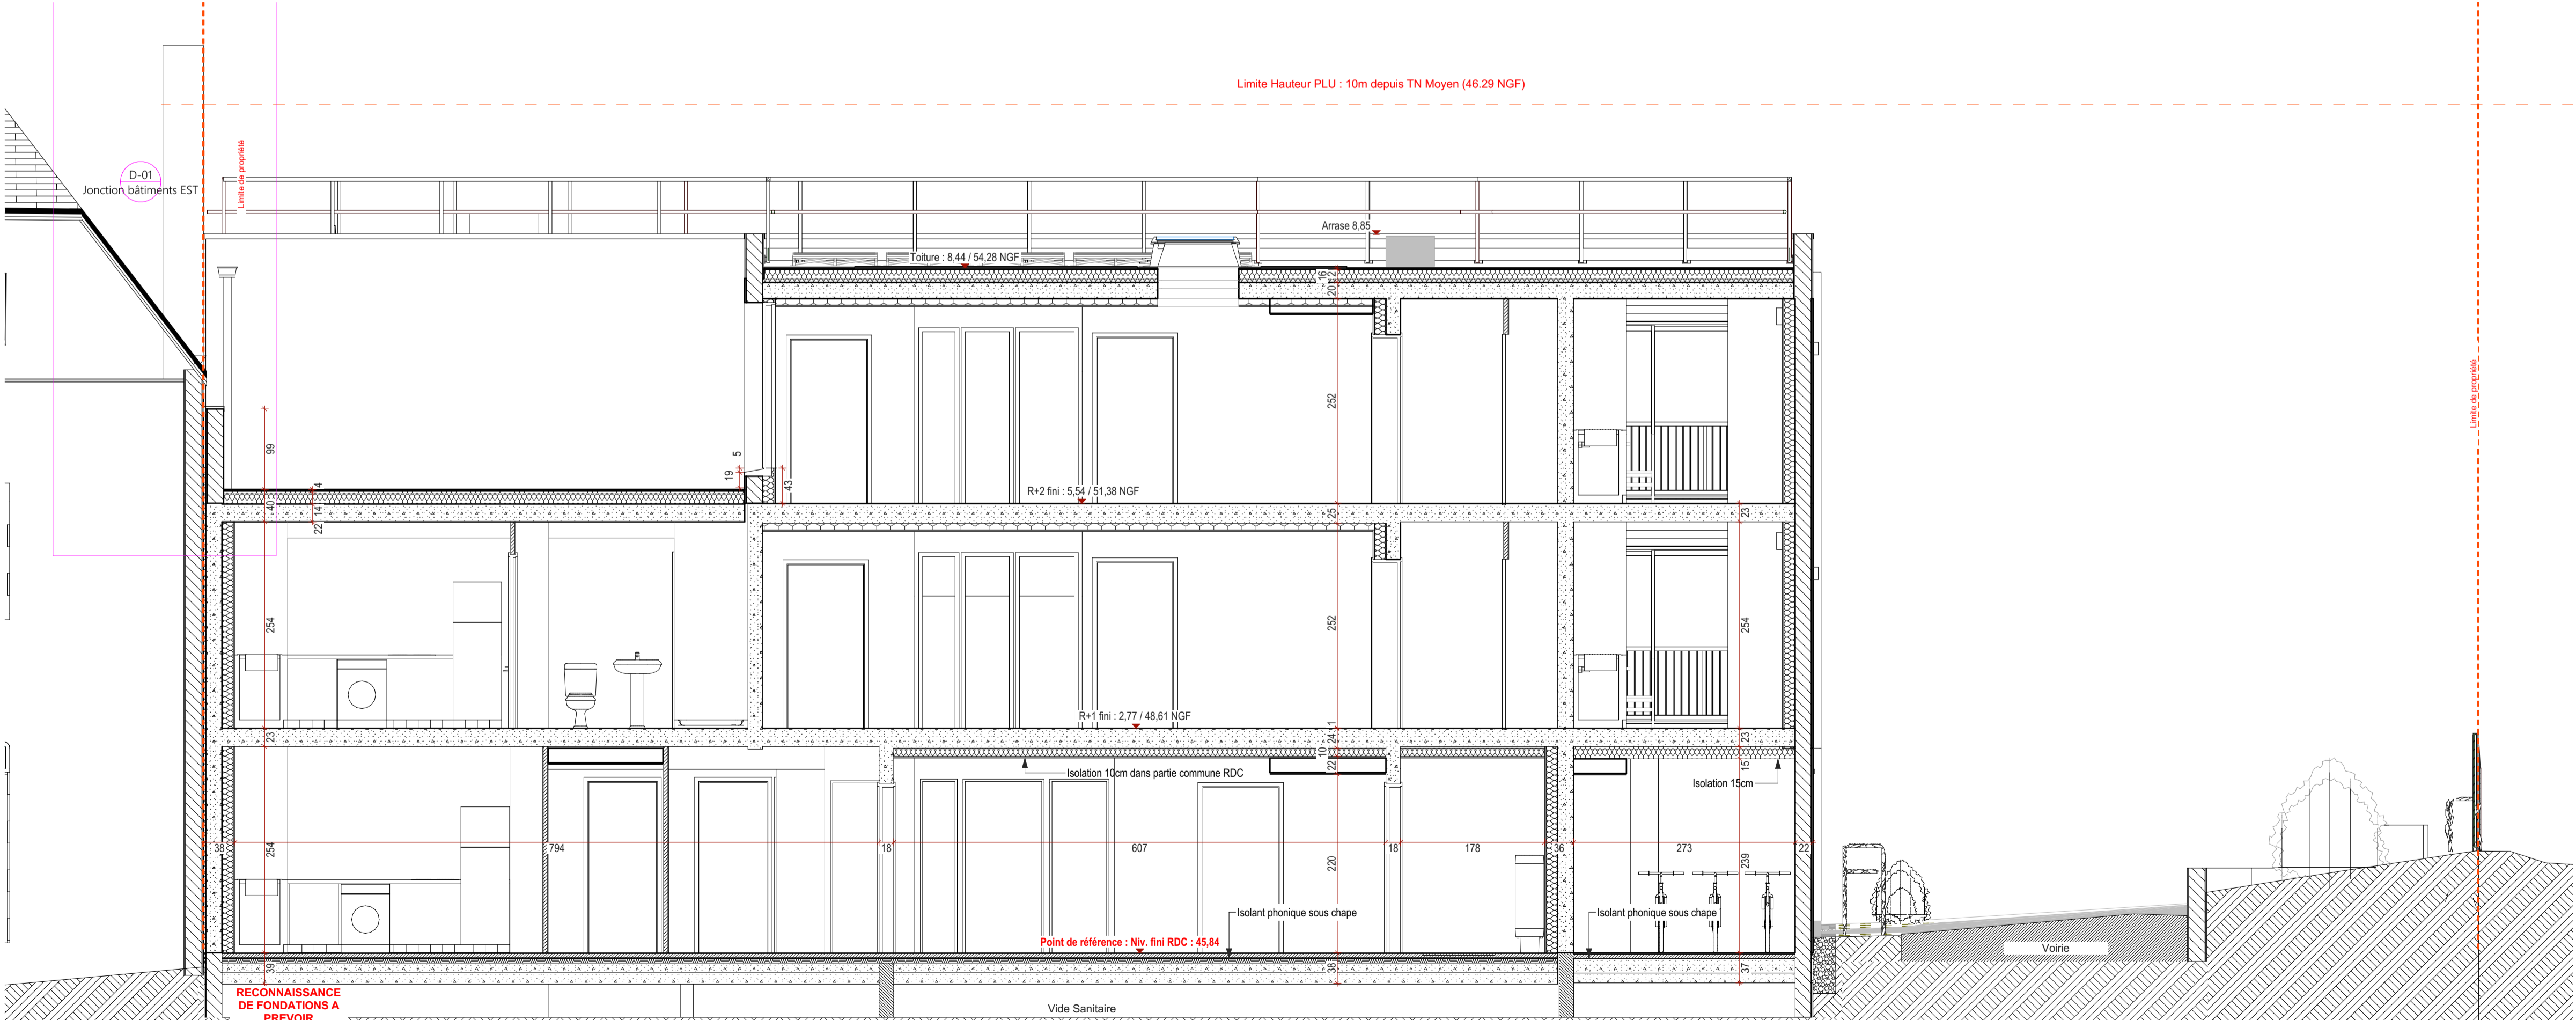 Limite Hauteur PLU : 10m depuis TN Moyen (46.29 NGF)
Limite de propriété
D-01
Jonction bâtiments EST
Arrase 8,85
Toiture : 8,44 / 54,28 NGF
16
2
20
252
Limite de propriété
99
5
19
43
4
14
40
22
R+2 fini : 5,54 / 51,38 NGF
25
23
254
252
254
R+1 fini : 2,77 / 48,61 NGF
1
23
24
23
10
22
15
Isolation 10cm dans partie commune RDC
Isolation 15cm
38
254
794
18
607
18
178
36
273
22
220
239
Isolant phonique sous chape
Isolant phonique sous chape
Point de référence : Niv. fini RDC : 45,84
Voirie
39
38
37
RECONNAISSANCE
DE FONDATIONS A
PREVOIR
Vide Sanitaire